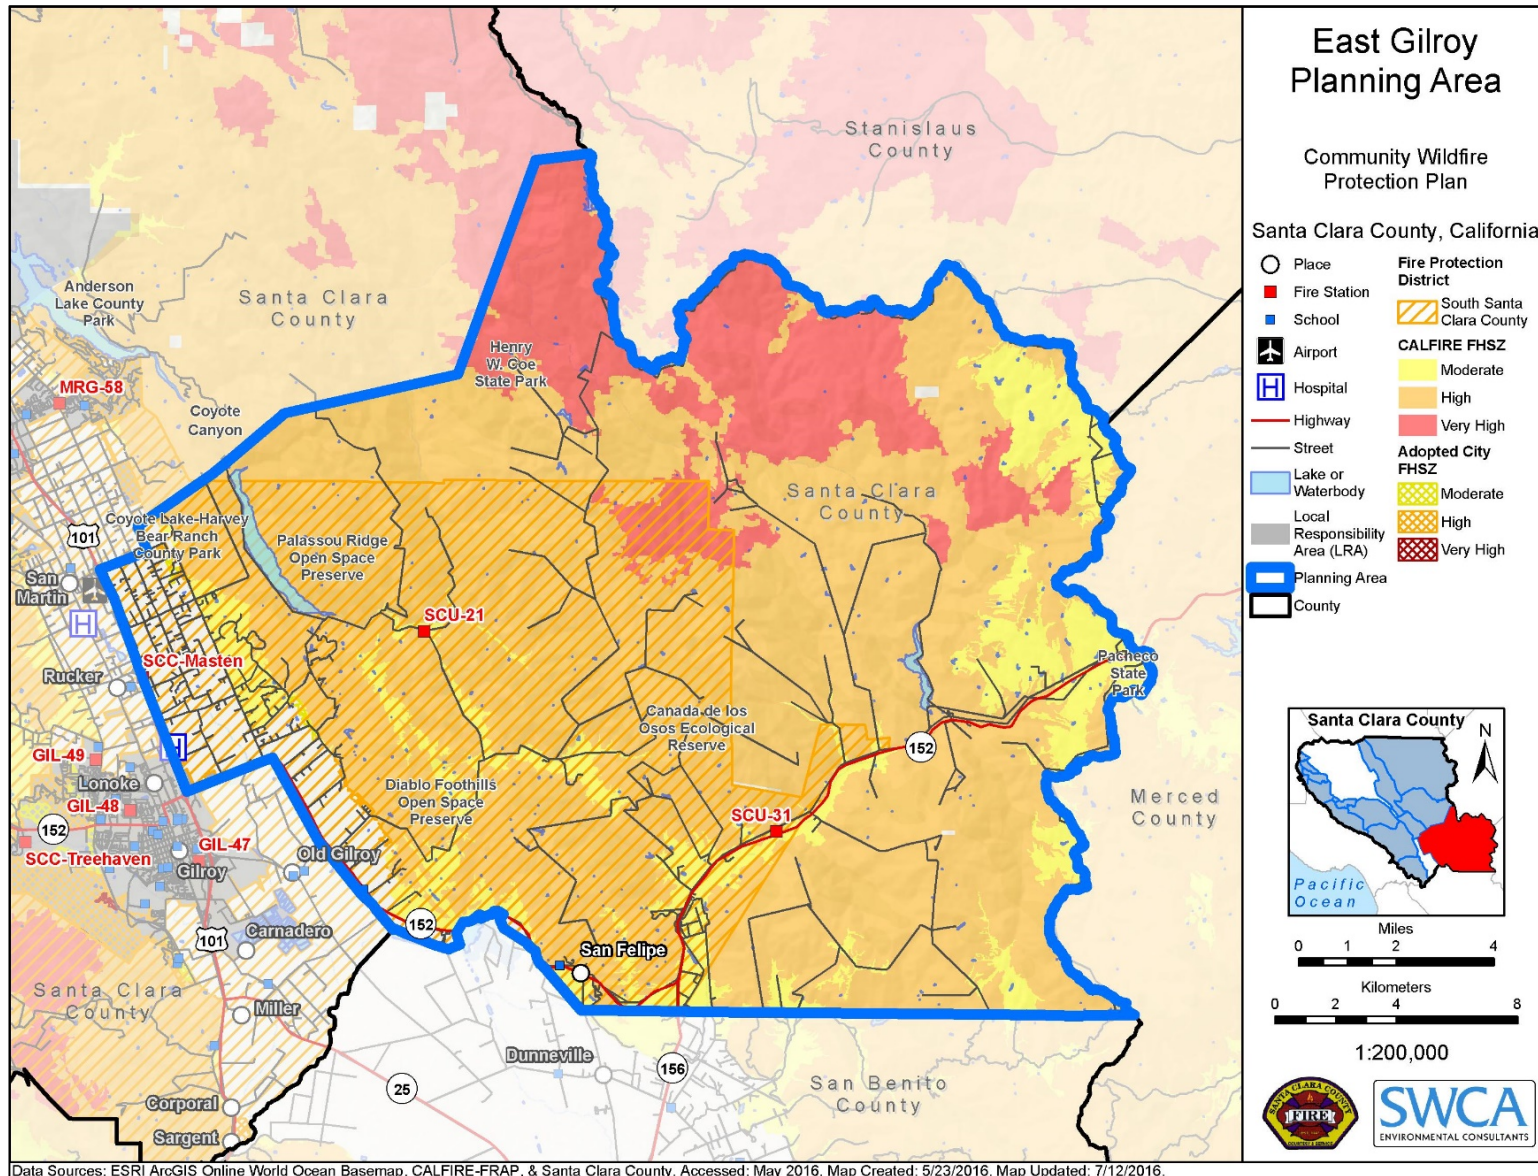 East Gilroy
Planning Area
Community Wildfire
Protection Plan
Santa Clara County, California
Place
Fire Station
School
Airport
H
Hospital
Highway
Street
Lake or
Waterbody
Local
Responsibility
Area (LRA)
Planning Area
County
Fire Protection
District
South Santa
Clara County
CALFIRE FHSZ
Moderate
High
Very High
Adopted City
FHSZ
Moderate
High
Very High
Santa Clara County
N
Pacific
Ocean
Miles
0 1 2 4
Kilometers
0 2 4 8
1:200,000
SANTA CLARA COUNTY
FIRE
COURTESY & SERVICE
SWCA
ENVIRONMENTAL CONSULTANTS
Stanislaus
County
Anderson
Lake County
Park
Santa Clara
County
Henry
W. Coe
State Park
MRG-58
Coyote
Canyon
Santa Clara
County
Coyote Lake-Harvey
Bear Ranch
County Park
101
Palassou Ridge
Open Space
Preserve
San
Martin
H
SCU-21
SCC-Masten
Rucker
Pacheco
State
Park
Canada de los
Osos Ecological
Reserve
152
H
GIL-49
Lonoke
Diablo Foothills
Open Space
Preserve
GIL-48
Merced
County
SCU-31
152
SCC-Treehaven
GIL-47
Gilroy
Old Gilroy
152
101
Carnadero
San Felipe
Santa Clara
County
Miller
Dunneville
156
25
San Benito
County
Corporal
Sargent
Data Sources: ESRI ArcGIS Online World Ocean Basemap, CALFIRE-FRAP, & Santa Clara County. Accessed: May 2016. Map Created: 5/23/2016. Map Updated: 7/12/2016.